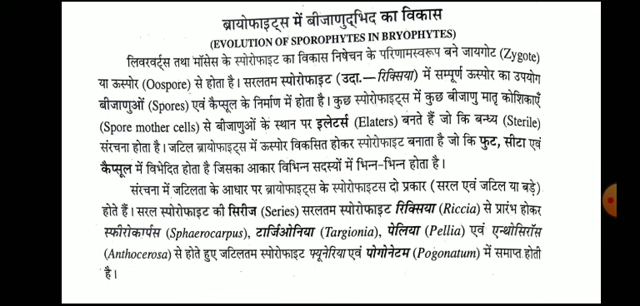 ब्रायोफाइट्स में बीजाणुद्‌भिद का विकास
(EVOLUTION OF SPOROPHYTES IN BRYOPHYTES)
लिवरवर्ट्स तथा मॉसेस के स्पोरोफाइट का विकास निषेचन के परिणामस्वरूप बने जायगोट (Zygote)
या ऊस्पोर (Oospore) से होता है। सरलतम स्पोरोफाइट (उदा.—रिक्सिया) में सम्पूर्ण ऊस्पोर का उपयोग
बीजाणुओं (Spores) एवं कैप्सूल के निर्माण में होता है। कुछ स्पोरोफाइट्स में कुछ बीजाणु मातृ कोशिकाएँ
(Spore mother cells) से बीजाणुओं के स्थान पर इलेटर्स (Elaters) बनते हैं जो कि बन्ध्य (Sterile)
संरचना होता है। जटिल ब्रायोफाइट्स में ऊस्पोर विकसित होकर स्पोरोफाइट बनाता है जो कि फुट, सीटा एवं
कैप्सूल में विभेदित होता है जिसका आकार विभिन्न सदस्यों में भिन्न-भिन्न होता है।
संरचना में जटिलता के आधार पर ब्रायोफाइट्स के स्पोरोफाइटस दो प्रकार (सरल एवं जटिल या बड़े)
होते हैं। सरल स्पोरोफाइट की सिरीज (Series) सरलतम स्पोरोफाइट रिक्सिया (Riccia) से प्रारंभ होकर
स्फीरोकार्पस (Sphaerocarpus), टार्जिओनिया (Targionia), पेलिया (Pellia) एवं एन्थोसिरॉस
(Anthocerosa) से होते हुए जटिलतम स्पोरोफाइट फ्यूनेरिया एवं पोगोनेटम (Pogonatum) में समाप्त होती
है।